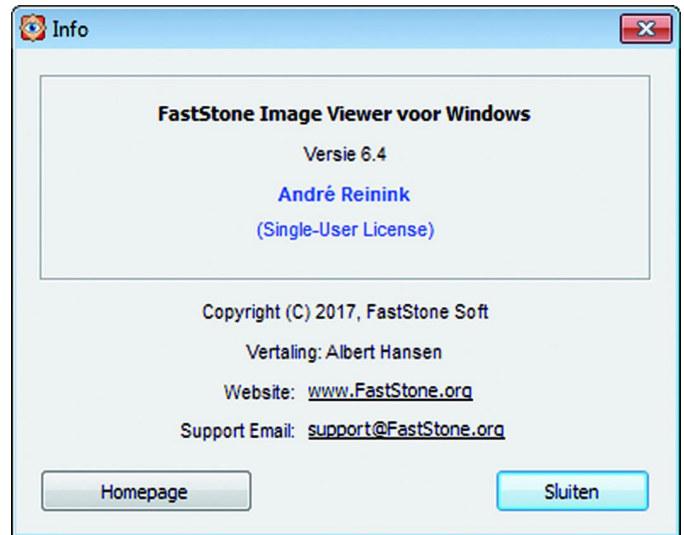 Info
FastStone Image Viewer voor Windows
Versie 6.4
André Reinink
(Single-User License)
Copyright (C) 2017, FastStone Soft
Vertaling: Albert Hansen
Website: www.FastStone.org
Support Email: support@FastStone.org
Homepage Sluiten